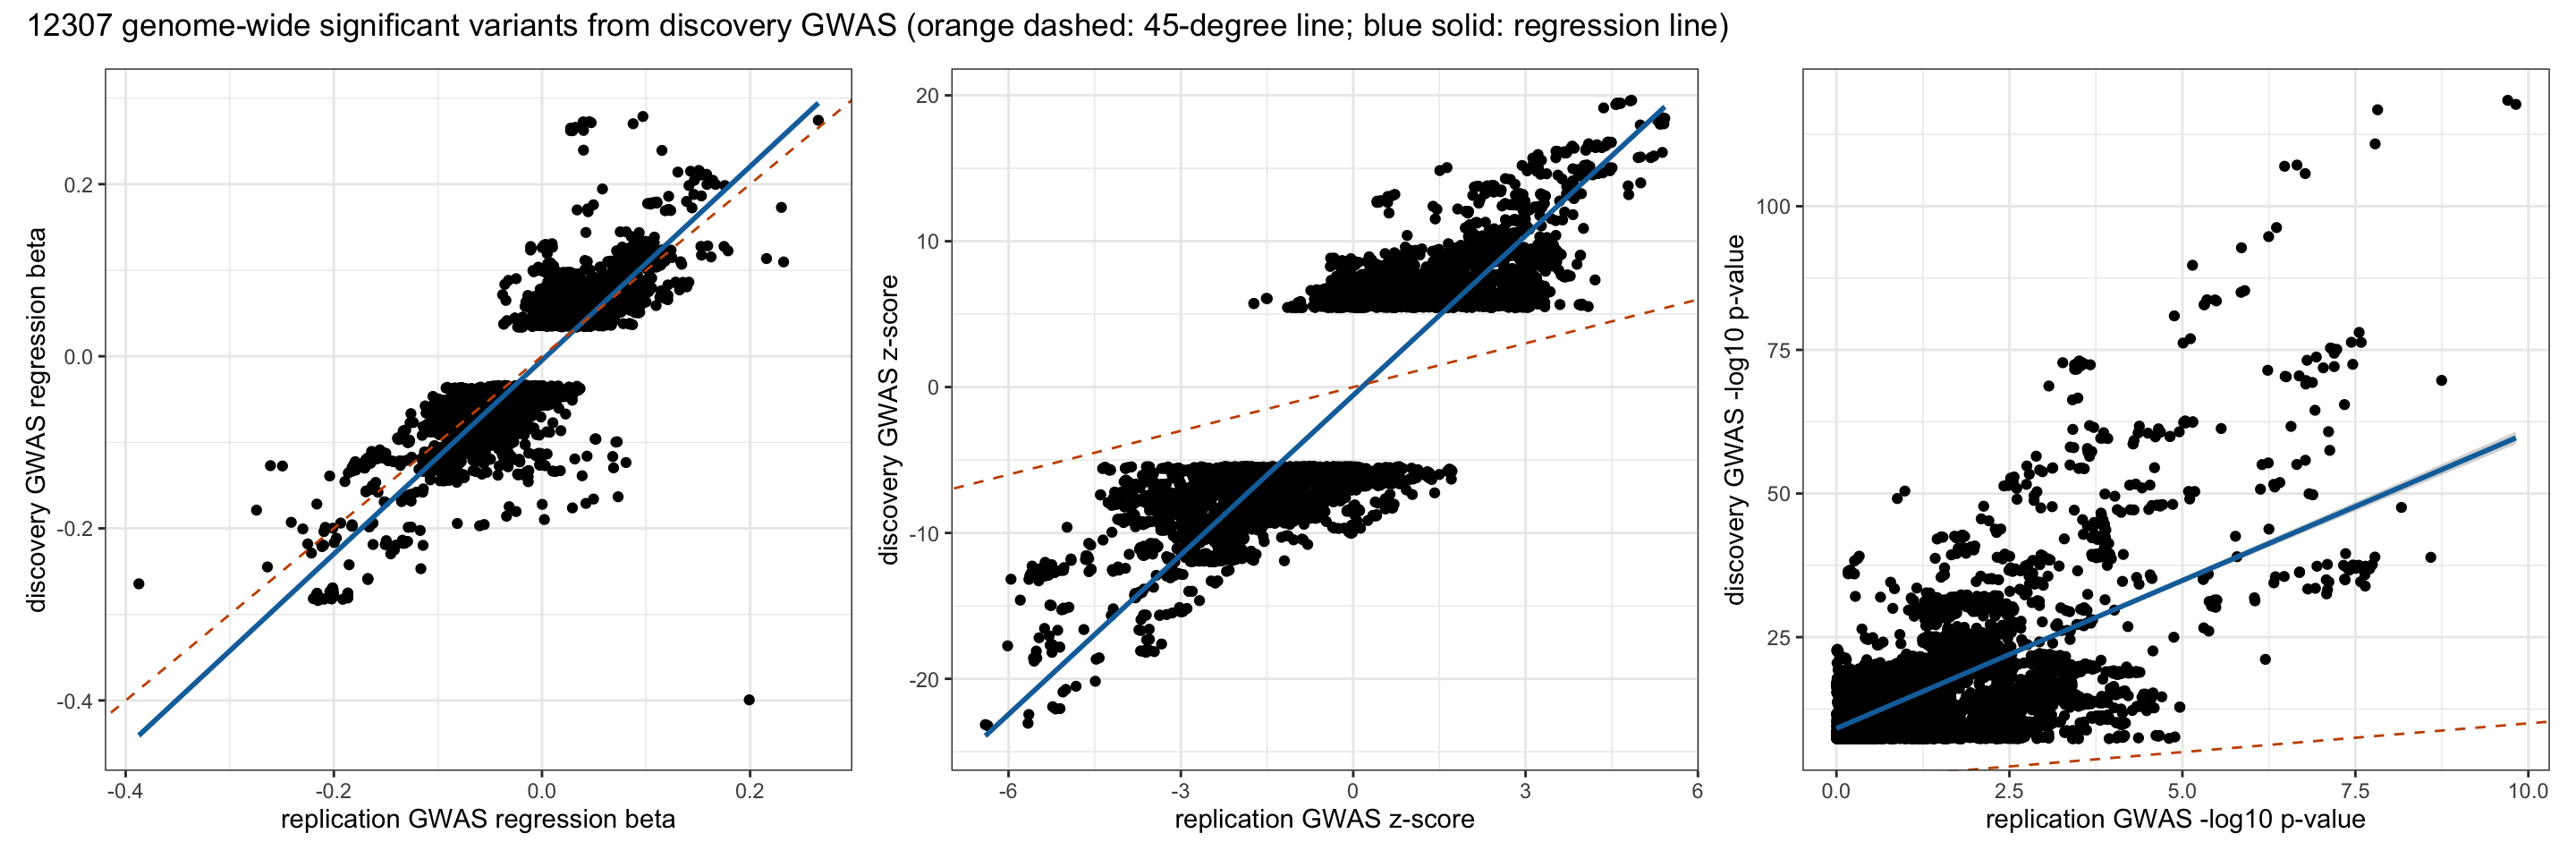 12307 genome-wide significant variants from discovery GWAS (orange dashed: 45-degree line; blue solid: regression line)
discovery GWAS regression beta
0.2
0.0
-0.2
-0.4
-0.4 -0.2 0.0 0.2
replication GWAS regression beta
discovery GWAS z-score
20
10
0
-10
-20
-6 -3 0 3 6
replication GWAS z-score
discovery GWAS -log10 p-value
100
75
50
25
0.0 2.5 5.0 7.5 10.0
replication GWAS -log10 p-value